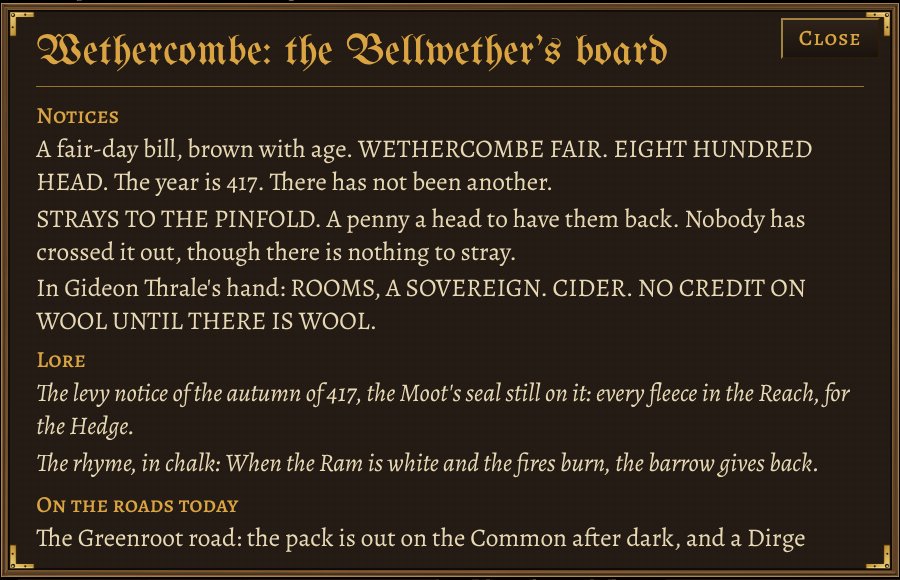 Wethercombe: the Bellwether's board
Close
Notices
A fair-day bill, brown with age. WETHERCOMBE FAIR. EIGHT HUNDRED
HEAD. The year is 417. There has not been another.
STRAYS TO THE PINFOLD. A penny a head to have them back. Nobody has
crossed it out, though there is nothing to stray.
In Gideon Thrale's hand: ROOMS, A SOVEREIGN. CIDER. NO CREDIT ON
WOOL UNTIL THERE IS WOOL.
Lore
The levy notice of the autumn of 417, the Moot's seal still on it: every fleece in the Reach, for
the Hedge.
The rhyme, in chalk: When the Ram is white and the fires burn, the barrow gives back.
On the roads today
The Greenroot road: the pack is out on the Common after dark, and a Dirge